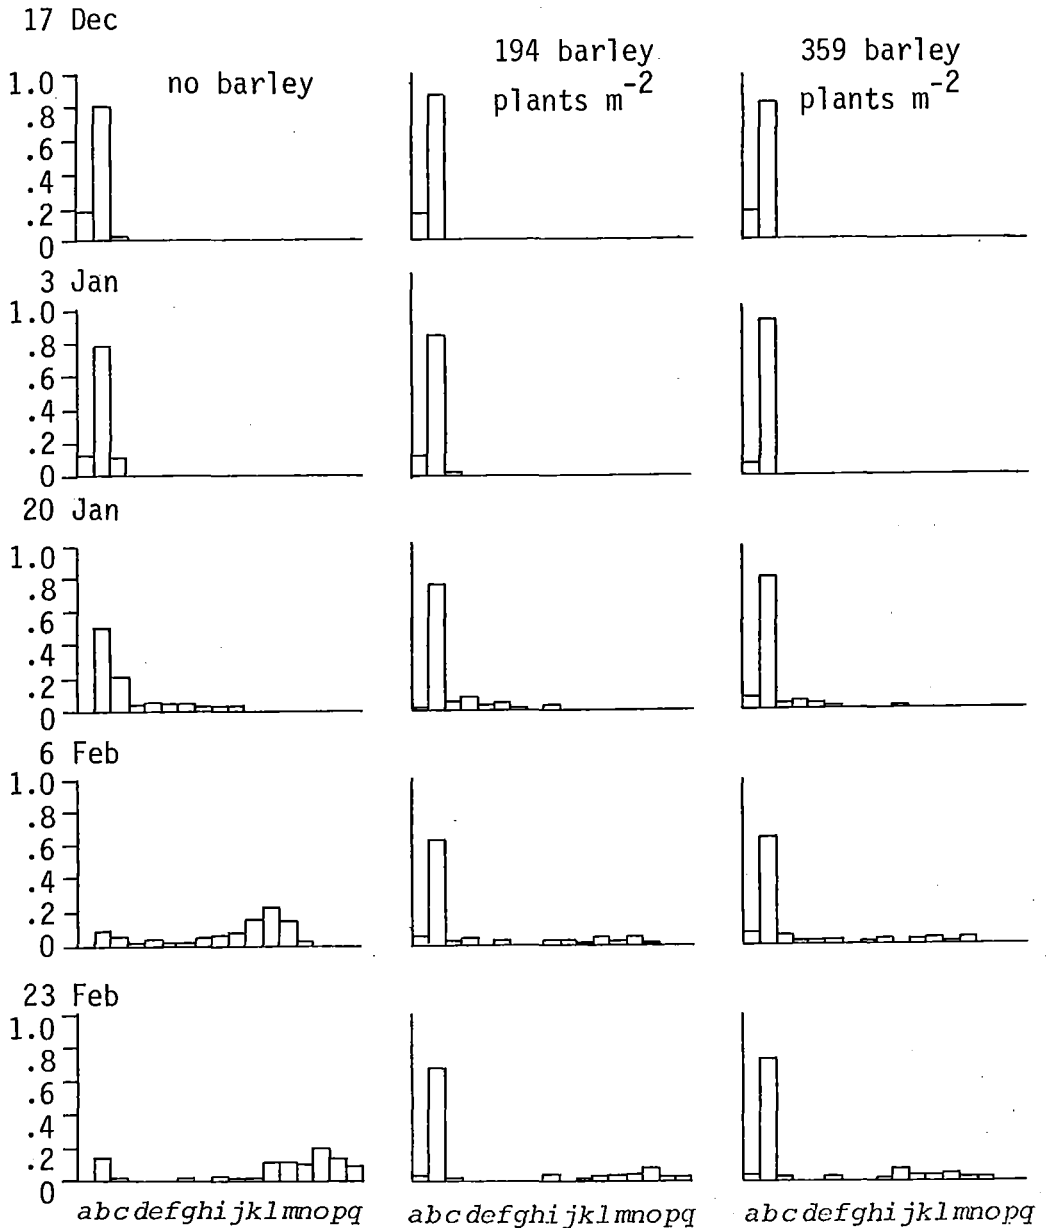 17 Dec
no barley
194 barley
plants m-2
359 barley
plants m-2
1.0
.8
.6
.4
.2
0
3 Jan
1.0
.8
.6
.4
.2
0
20 Jan
1.0
.8
.6
.4
.2
0
6 Feb
1.0
.8
.6
.4
.2
0
23 Feb
1.0
.8
.6
.4
.2
0
abcdefghijklmnopq
abcdefghijklmnopq
abcdefghijklmnopq